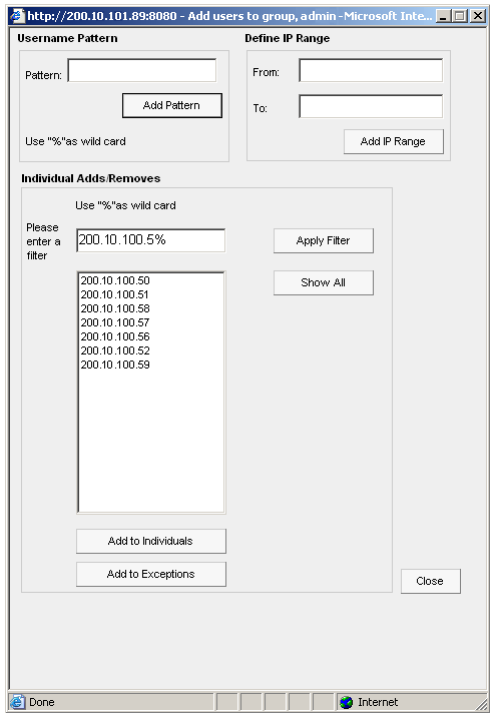 http://200.10.101.89:8080 - Add users to group, admin - Microsoft Inte...
Username Pattern
Pattern:
Add Pattern
Use "%"as wild card
Define IP Range
From:
To:
Add IP Range
Individual Adds/Removes
Use "%"as wild card
Please
enter a
filter
200.10.100.5%
Apply Filter
Show All
200.10.100.50
200.10.100.51
200.10.100.58
200.10.100.57
200.10.100.56
200.10.100.52
200.10.100.59
Add to Individuals
Add to Exceptions
Close
Done
Internet